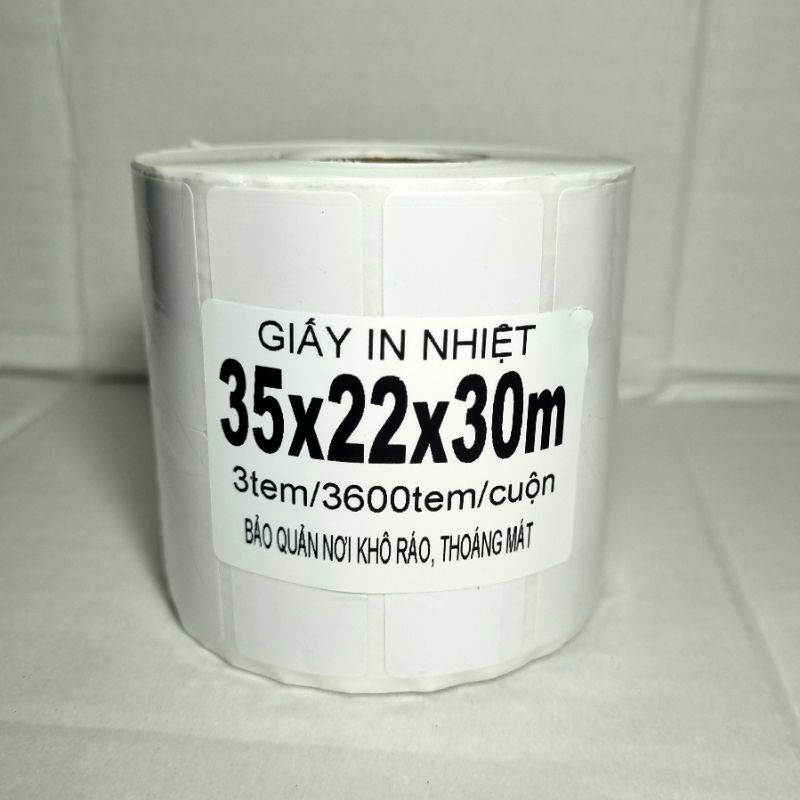 GIẤY IN NHIỆT
35x22x30m
3tem/3600tem/cuộn
BẢO QUẢN NƠI KHÔ RÁO, THOÁNG MÁT